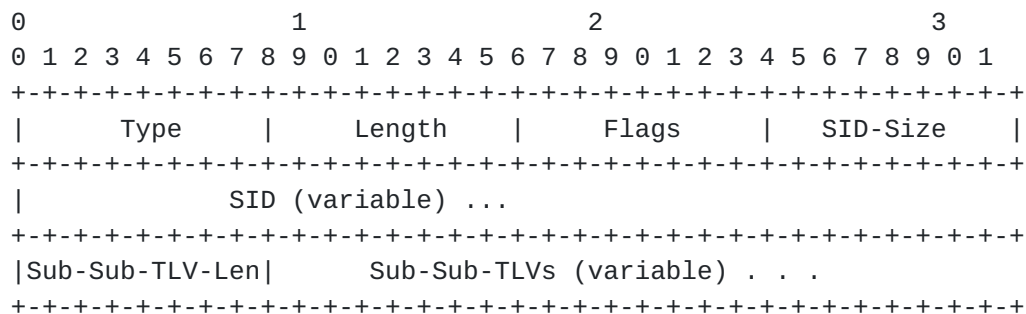 0                 1                  2                     3
0 1 2 3 4 5 6 7 8 9 0 1 2 3 4 5 6 7 8 9 0 1 2 3 4 5 6 7 8 9 0 1
+-+-+-+-+-+-+-+-+-+-+-+-+-+-+-+-+-+-+-+-+-+-+-+-+-+-+-+-+-+-+-+-+
|      Type     |     Length    |     Flags     |   SID-Size    |
+-+-+-+-+-+-+-+-+-+-+-+-+-+-+-+-+-+-+-+-+-+-+-+-+-+-+-+-+-+-+-+-+
|             SID (variable) ...
+-+-+-+-+-+-+-+-+-+-+-+-+-+-+-+-+-+-+-+-+-+-+-+-+-+-+-+-+-+-+-+-+
|Sub-Sub-TLV-Len|      Sub-Sub-TLVs (variable) . . .
+-+-+-+-+-+-+-+-+-+-+-+-+-+-+-+-+-+-+-+-+-+-+-+-+-+-+-+-+-+-+-+-+